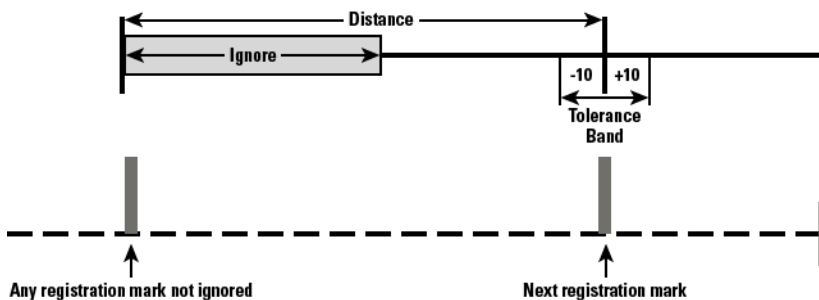 Distance
Ignore
-10 +10
Tolerance
Band
Any registration mark not ignored
Next registration mark